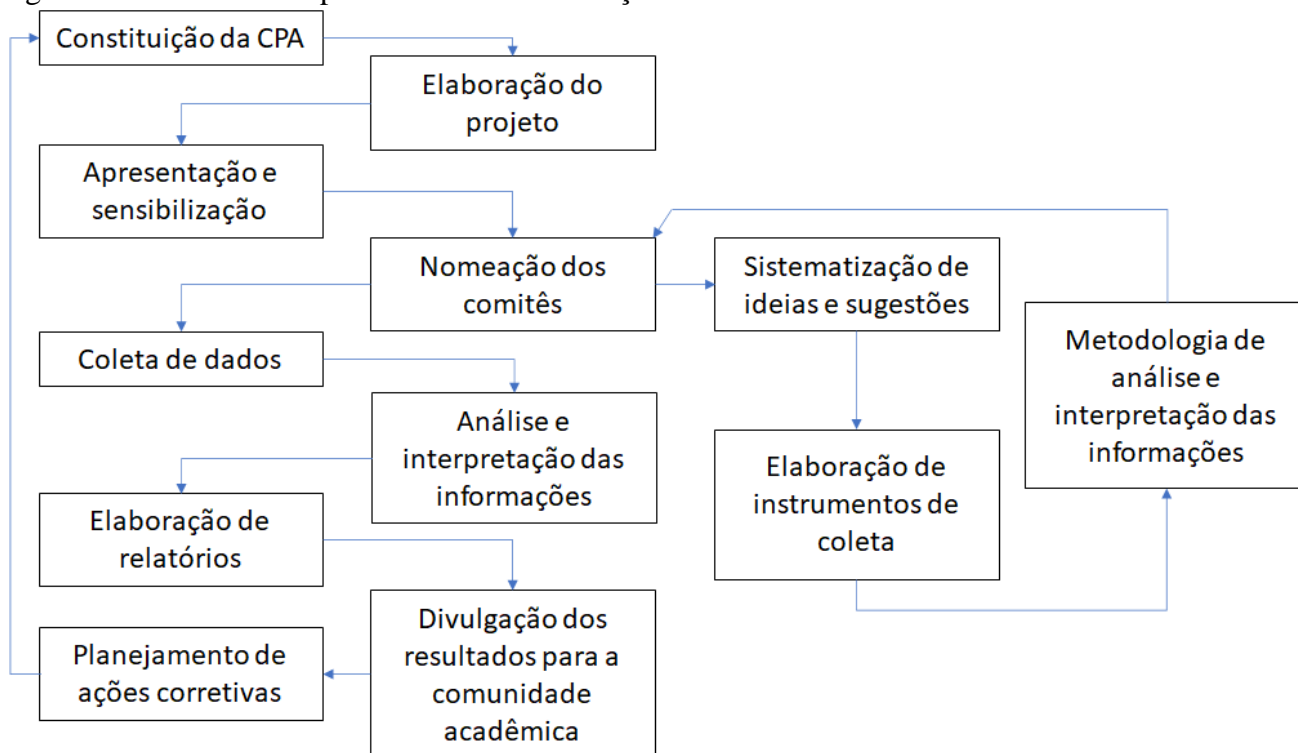 Constituição da CPA
Elaboração do
projeto
Apresentação e
sensibilização
Nomeação dos
comitês
Sistematização de
ideias e sugestões
Metodologia de
análise e
interpretação das
informações
Coleta de dados
Análise e
interpretação das
informações
Elaboração de
instrumentos de
coleta
Elaboração de
relatórios
Divulgação dos
resultados para a
comunidade
acadêmica
Planejamento de
ações corretivas